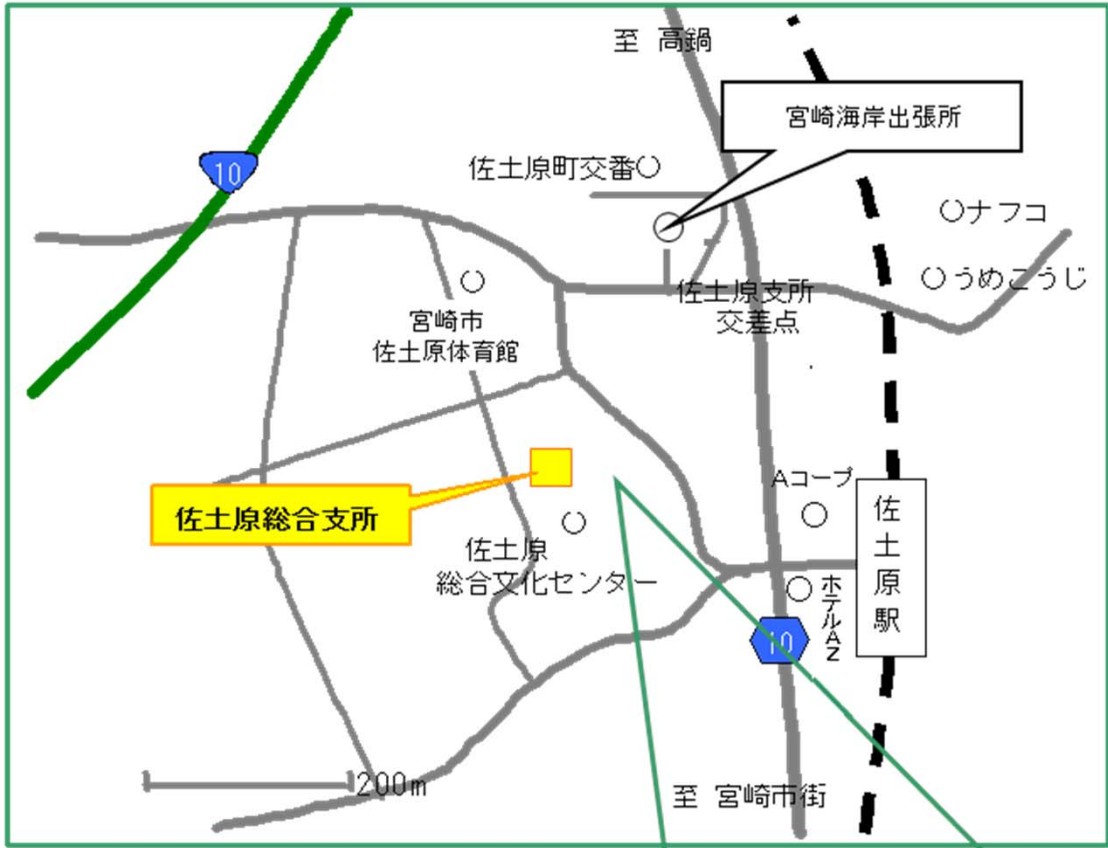 至 高鍋
宮崎海岸出張所
10
佐土原町交番
ナフコ
うめこうじ
佐土原支所
交差点
宮崎市
佐土原体育館
Aコープ
佐土原総合支所
佐土原駅
佐土原
総合文化センター
ホテルAZ
10
200m
至 宮崎市街